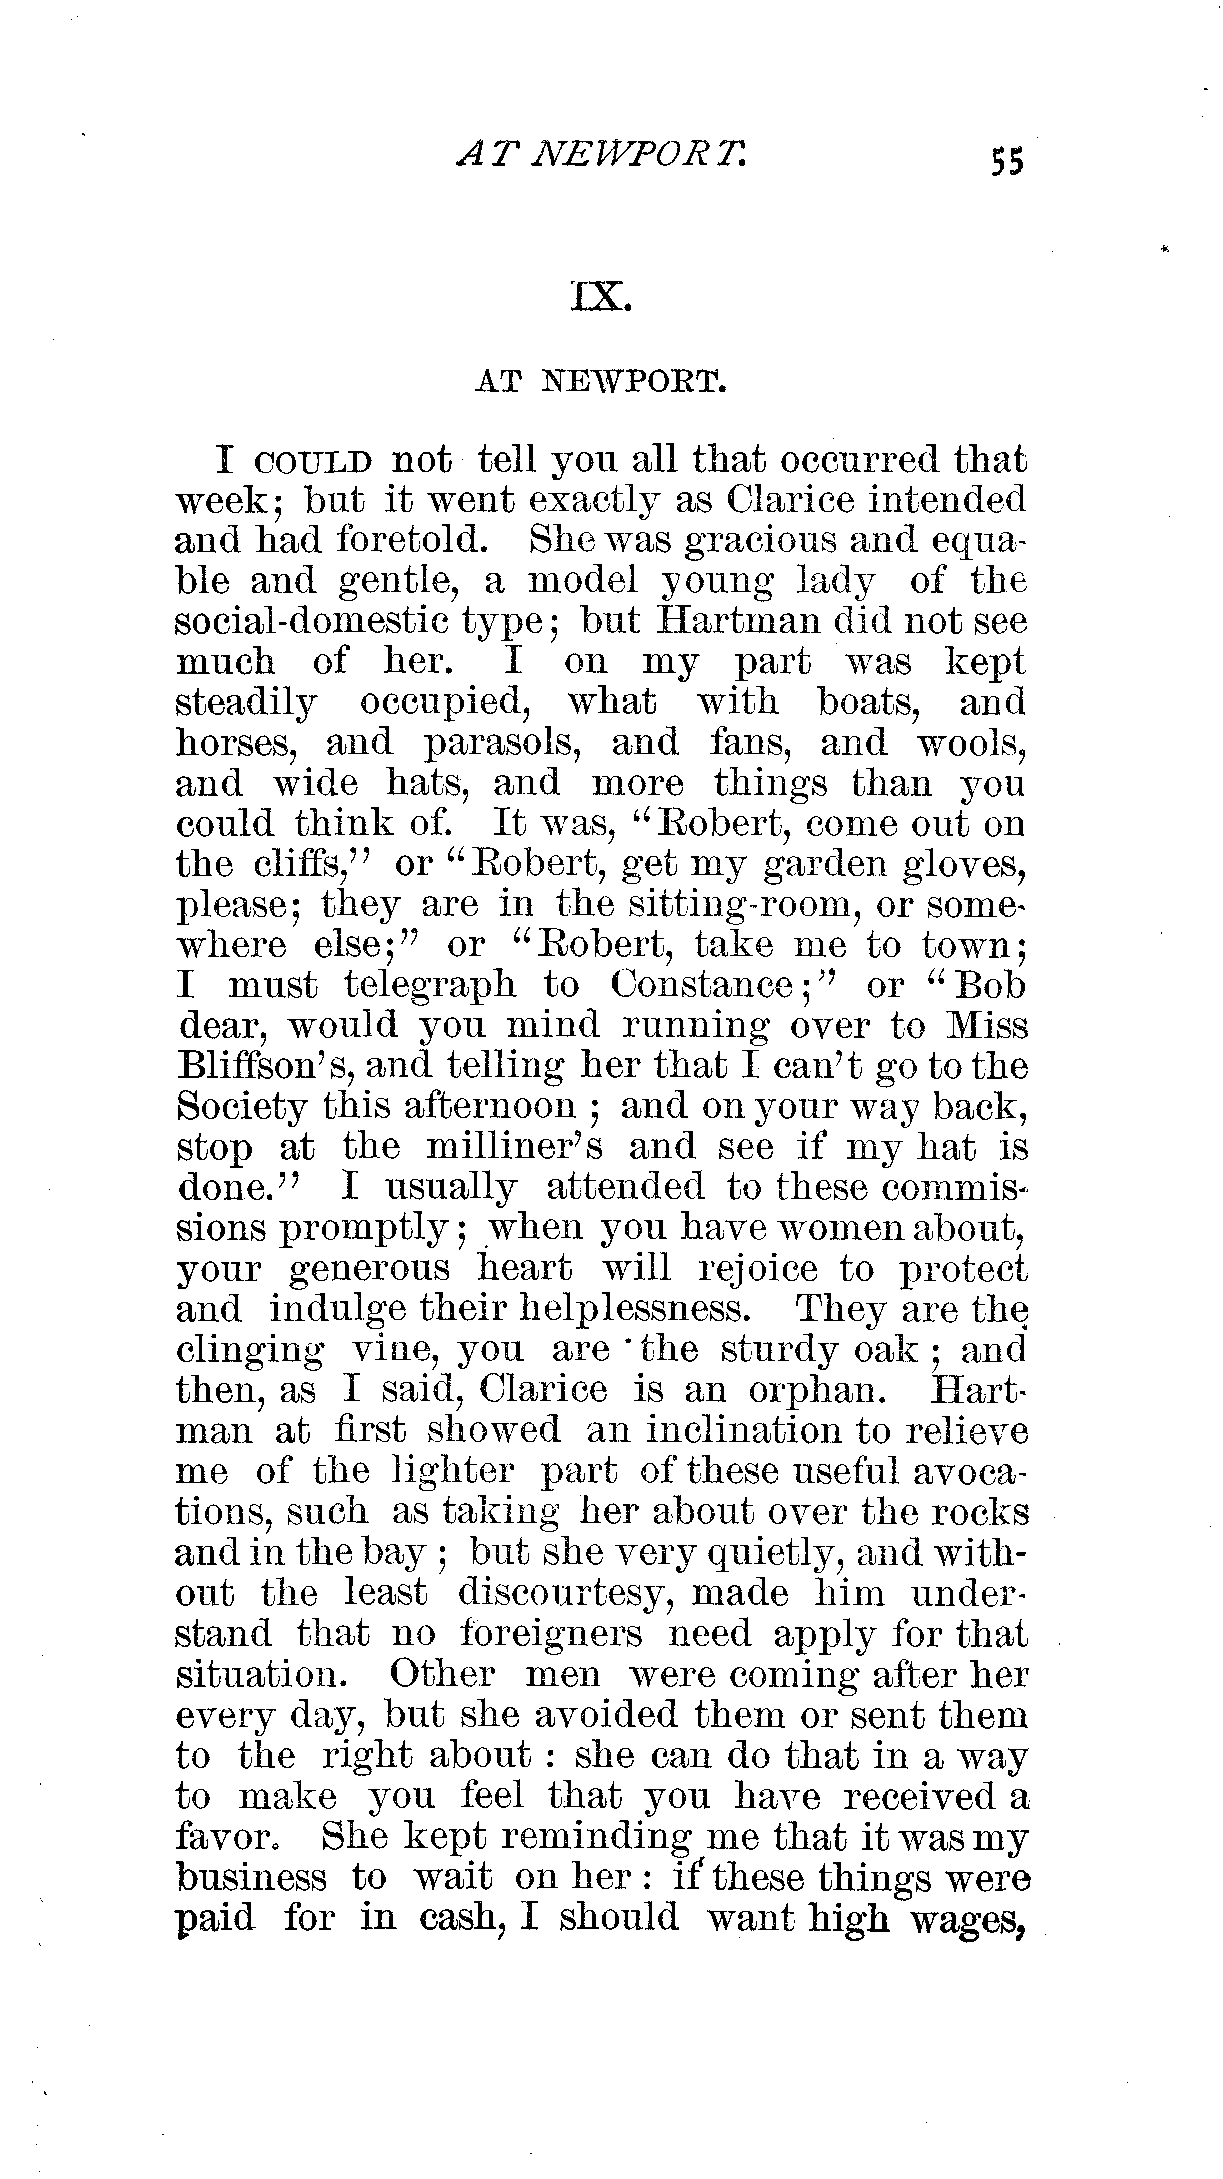 AT NEWPORT. 55
IX.
AT NEWPORT.
I COULD not tell you all that occurred that
week; but it went exactly as Clarice intended
and had foretold. She was gracious and equa-
ble and gentle, a model young lady of the
social-domestic type; but Hartman did not see
much of her. I on my part was kept
steadily occupied, what with boats, and
horses, and parasols, and fans, and wools,
and wide hats, and more things than you
could think of. It was, “Robert, come out on
the cliffs,” or “Robert, get my garden gloves,
please; they are in the sitting-room, or some-
where else;” or “Robert, take me to town;
I must telegraph to Constance;” or “Bob
dear, would you mind running over to Miss
Bliffson's, and telling her that I can't go to the
Society this afternoon ; and on your way back,
stop at the milliner's and see if my hat is
done.” I usually attended to these commis-
sions promptly; when you have women about,
your generous heart will rejoice to protect
and indulge their helplessness. They are the
clinging vine, you are the sturdy oak ; and
then, as I said, Clarice is an orphan. Hart-
man at first showed an inclination to relieve
me of the lighter part of these useful avoca-
tions, such as taking her about over the rocks
and in the bay ; but she very quietly, and with-
out the least discourtesy, made him under-
stand that no foreigners need apply for that
situation. Other men were coming after her
every day, but she avoided them or sent them
to the right about : she can do that in a way
to make you feel that you have received a
favor. She kept reminding me that it was my
business to wait on her : if these things were
paid for in cash, I should want high wages,